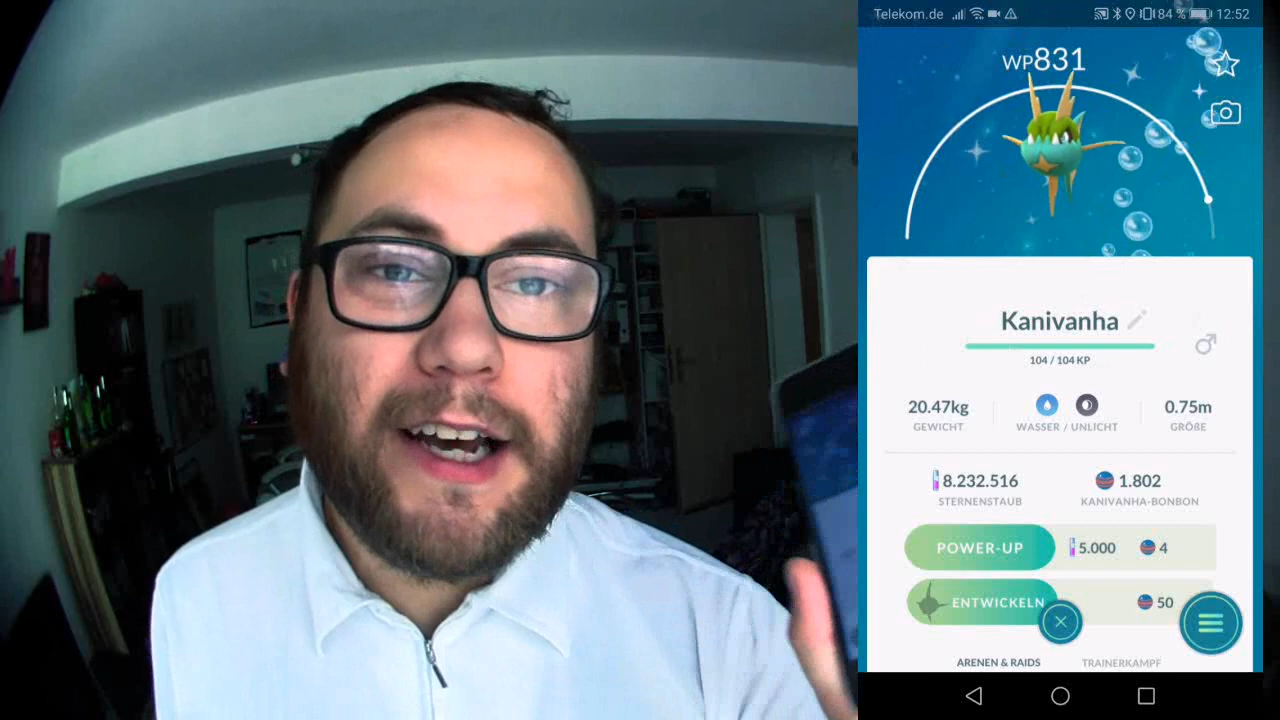 Telekom.de 84 % 12:52
WP831
Kanivanha
104 / 104 KP
20.47kg
GEWICHT
WASSER / UNLICHT
0.75m
GRÖßE
8.232.516
STERNENSTAUB
1.802
KANIVANHA-BONBON
POWER-UP 5.000 4
ENTWICKELN 50
ARENEN & RAIDS TRAINERKAMPF